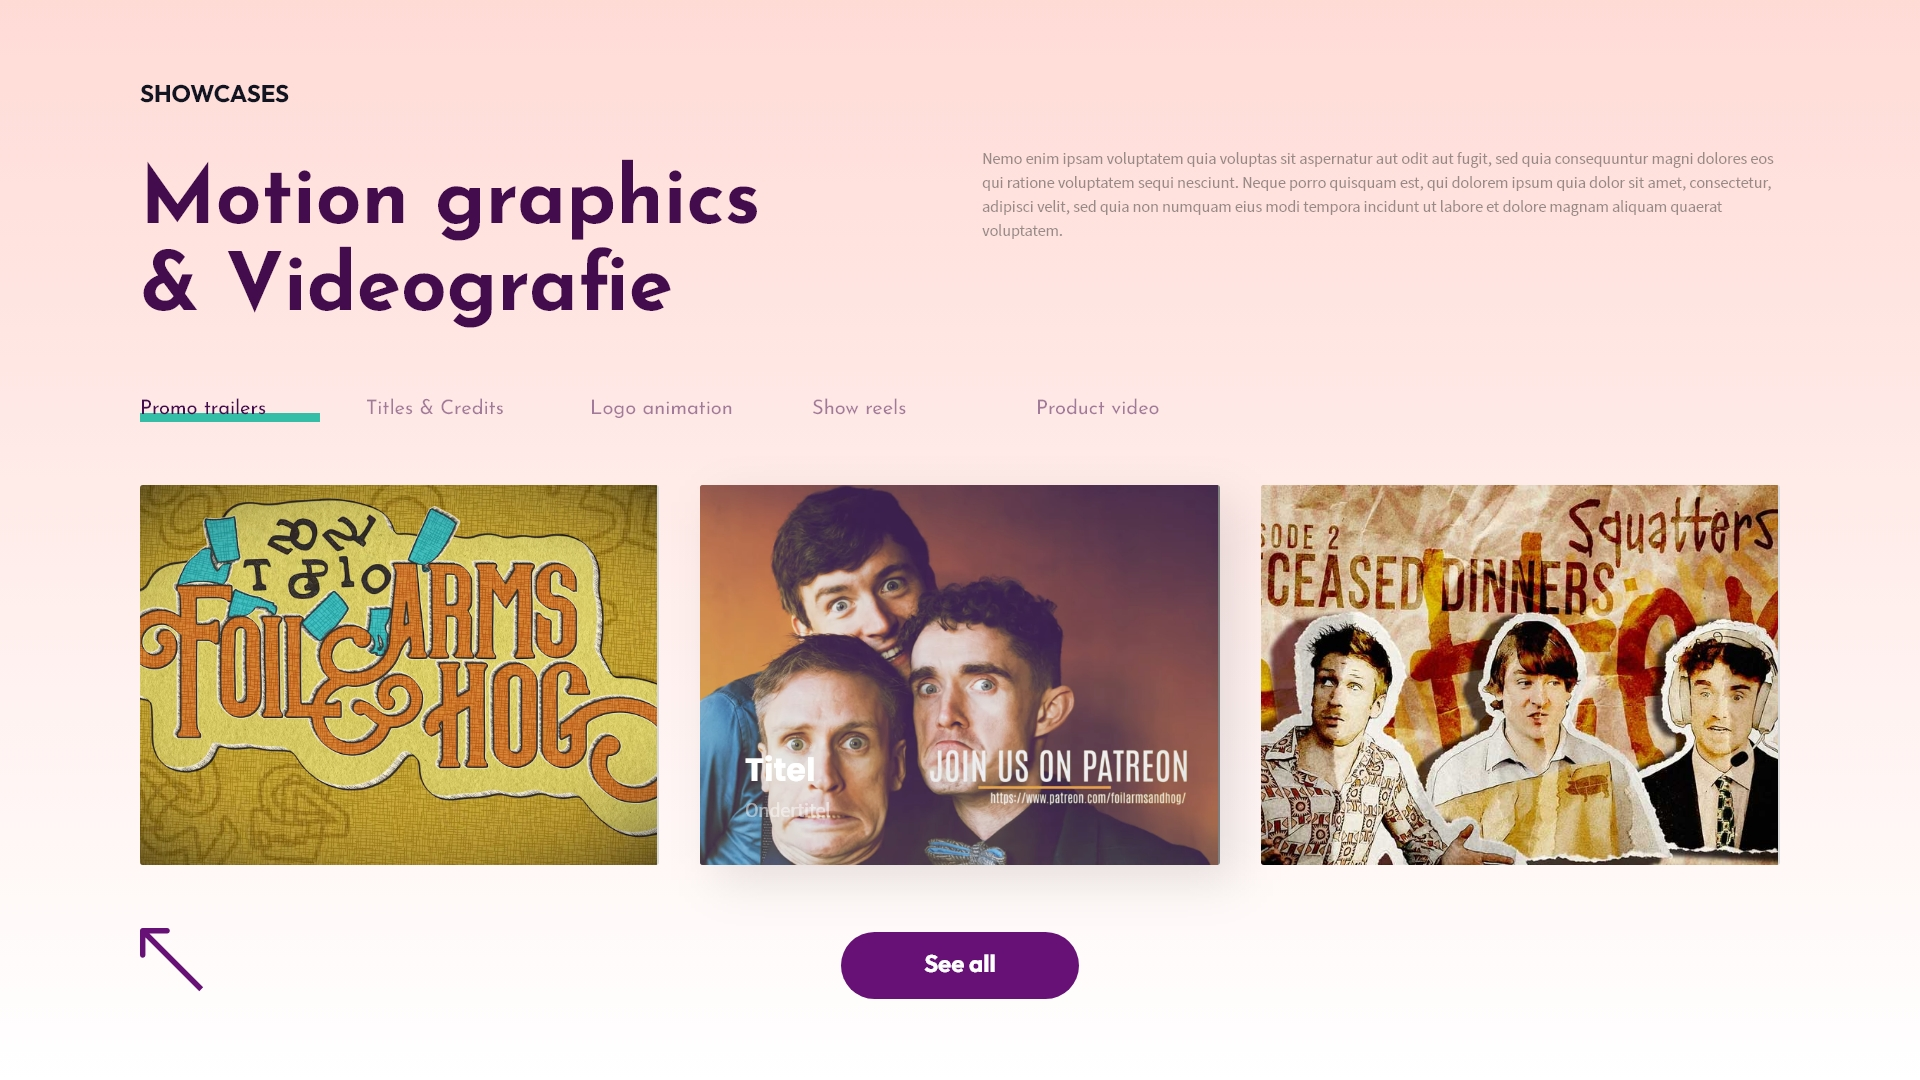 SHOWCASES
Motion graphics
& Videografie
Nemo enim ipsam voluptatem quia voluptas sit aspernatur aut odit aut fugit, sed quia consequuntur magni dolores eos
qui ratione voluptatem sequi nesciunt. Neque porro quisquam est, qui dolorem ipsum quia dolor sit amet, consectetur,
adipisci velit, sed quia non numquam eius modi tempora incidunt ut labore et dolore magnam aliquam quaerat
voluptatem.
Promo trailers
Titles & Credits
Logo animation
Show reels
Product video
FOIL ARMS
& HOG
Titel
Ondertitel...
JOIN US ON PATREON
https://www.patreon.com/foilarmsandhog/
Squatters
SODE 2
CEASED DINNERS
See all